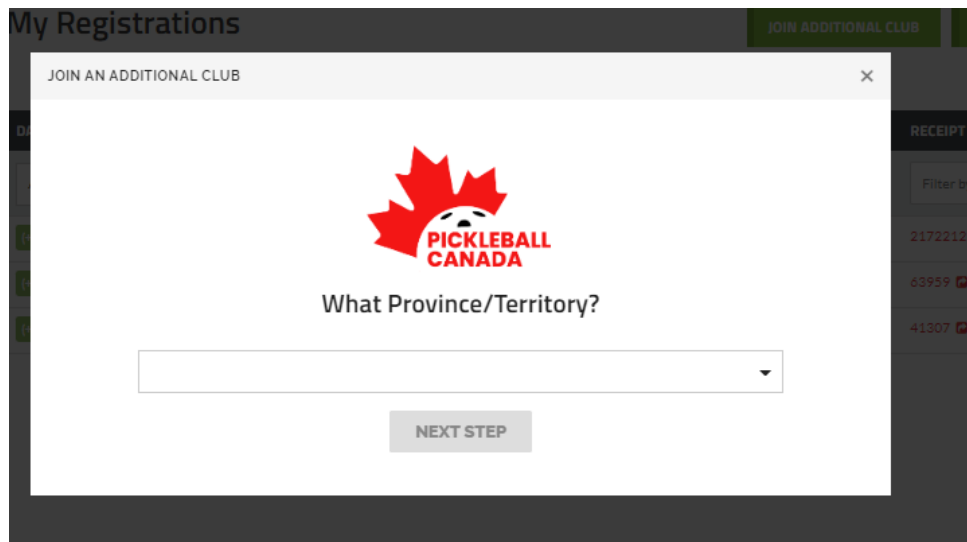 My Registrations
JOIN ADDITIONAL CLUB
JOIN AN ADDITIONAL CLUB
×
RECEIPT
Filter b
PICKLEBALL
CANADA
2172212
63959
What Province/Territory?
41307
NEXT STEP